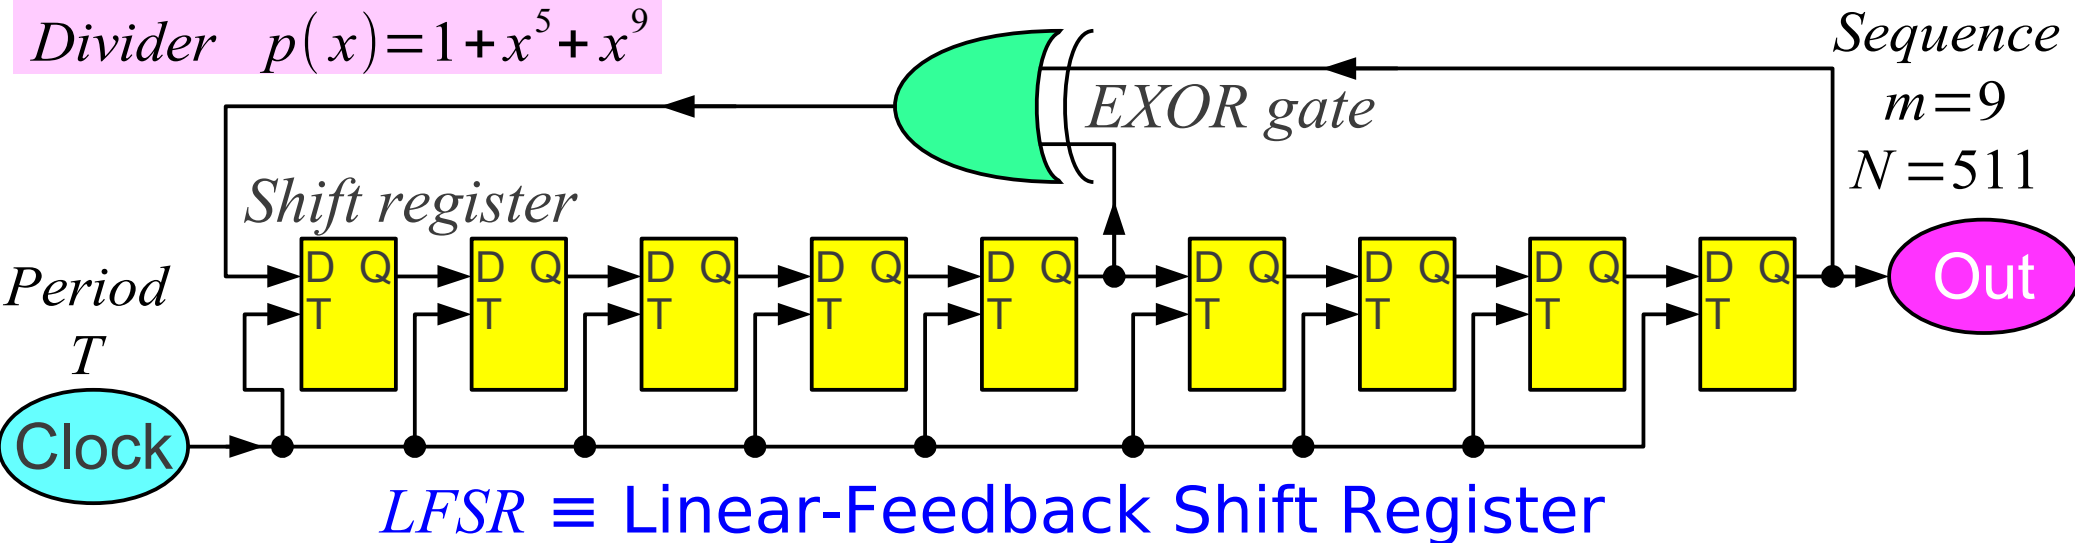 Divider p(x)=1+x⁵+x⁹
Sequence
m=9
N=511
EXOR gate
Shift register
Period
T
D Q D Q D Q D Q D Q D Q D Q D Q D Q
T T T T T T T T T
Out
Clock
LFSR ≡ Linear-Feedback Shift Register